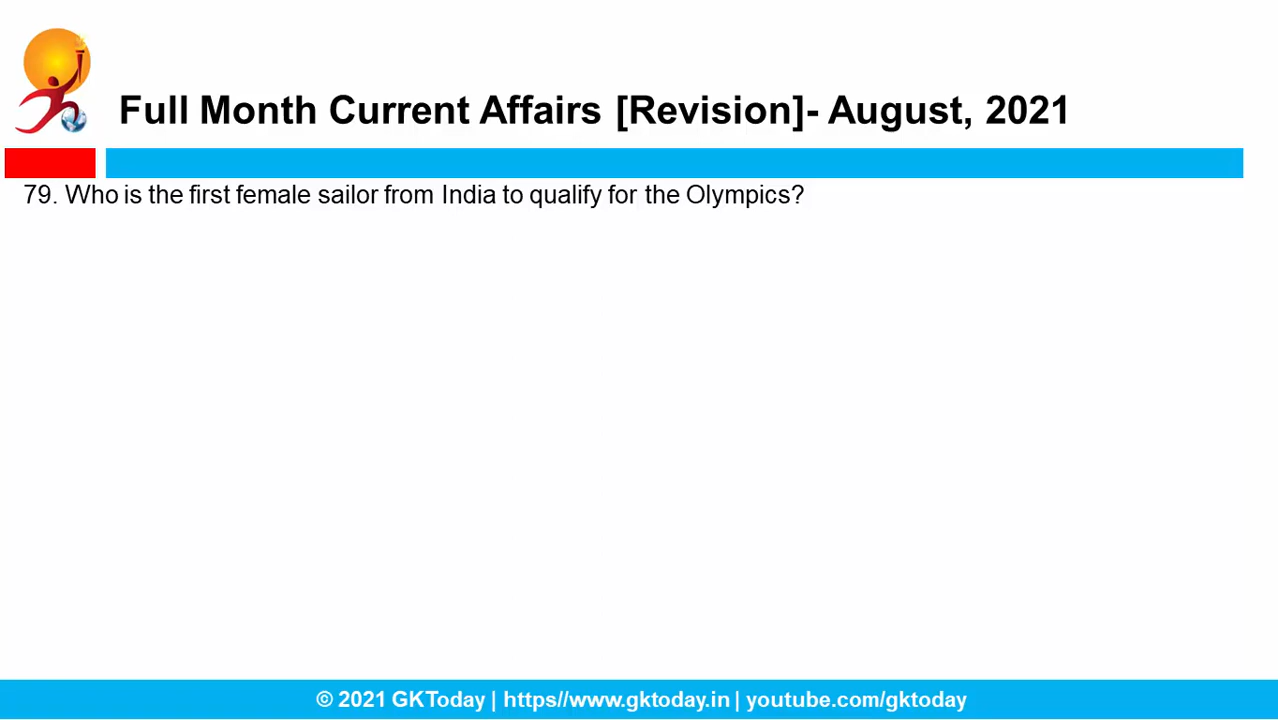 Full Month Current Affairs [Revision]- August, 2021
79. Who is the first female sailor from India to qualify for the Olympics?
© 2021 GKToday | https//www.gktoday.in | youtube.com/gktoday